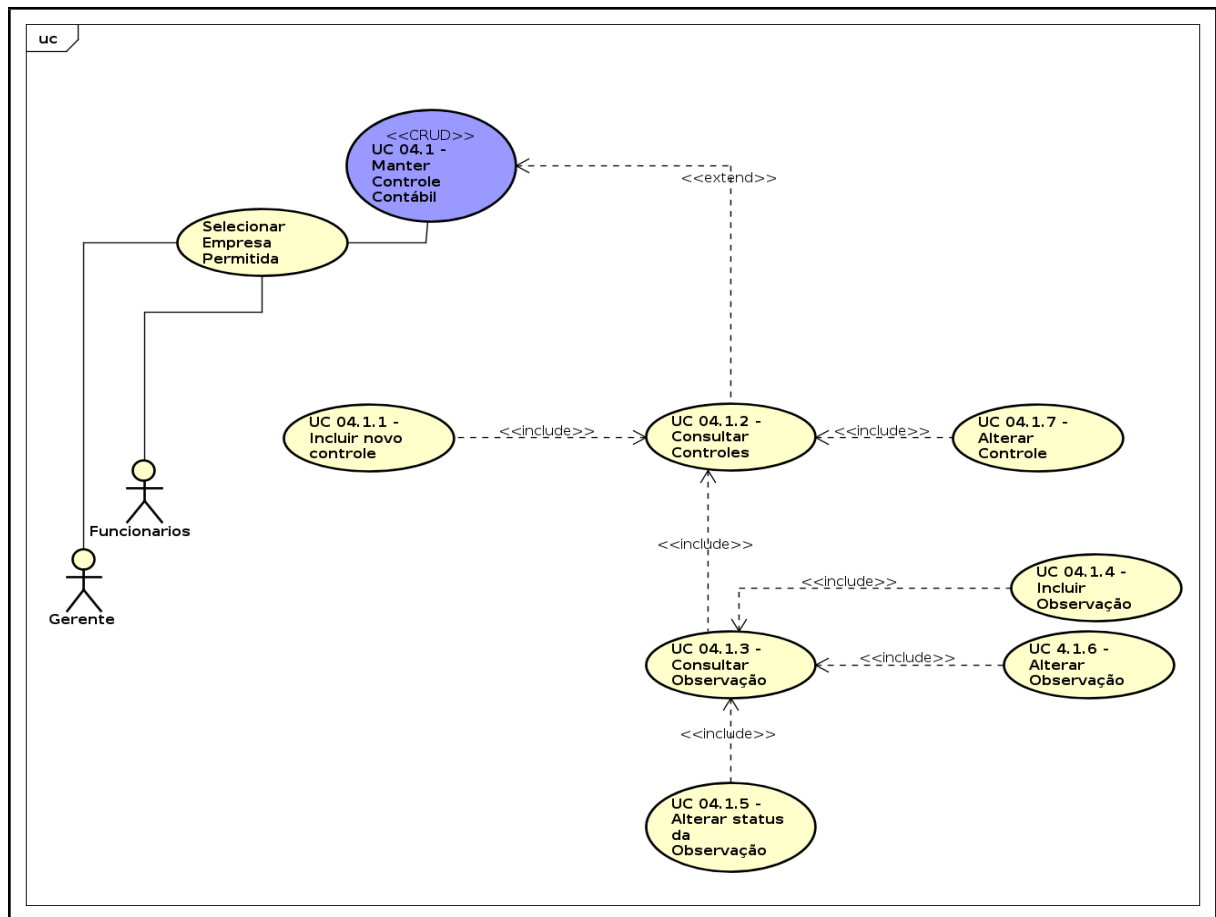 uc
<<CRUD>>
UC 04.1 -
Manter
Controle
Contábil
<<extend>>
Selecionar
Empresa
Permitida
UC 04.1.1 -
Incluir novo
controle
<<include>>
UC 04.1.2 -
Consultar
Controles
<<include>>
UC 04.1.7 -
Alterar
Controle
Funcionarios
Gerente
<<include>>
<<include>>
UC 04.1.4 -
Incluir
Observação
UC 04.1.3 -
Consultar
Observação
<<include>>
UC 4.1.6 -
Alterar
Observação
<<include>>
UC 04.1.5 -
Alterar status
da
Observação